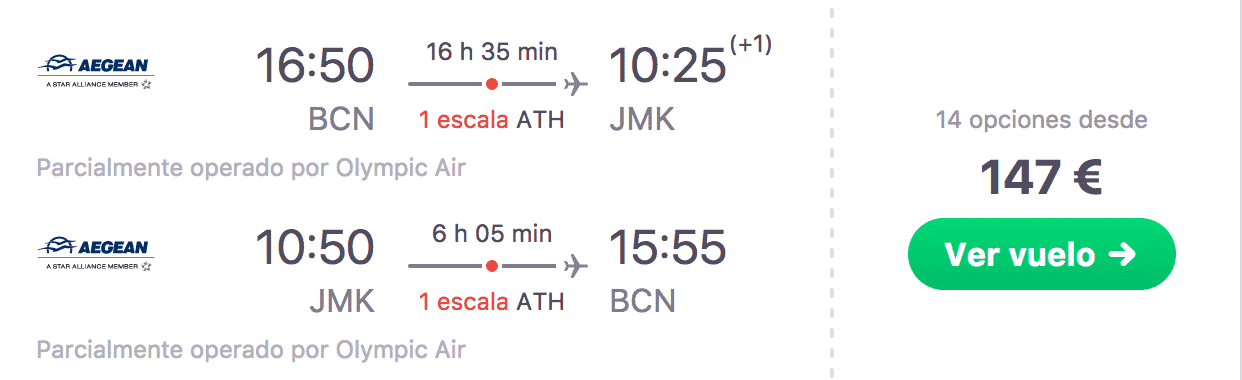 AEGEAN
A STAR ALLIANCE MEMBER
16:50
16 h 35 min
10:25 (+1)
BCN
1 escala ATH
JMK
Parcialmente operado por Olympic Air
AEGEAN
A STAR ALLIANCE MEMBER
10:50
6 h 05 min
15:55
JMK
1 escala ATH
BCN
Parcialmente operado por Olympic Air
14 opciones desde
147 €
Ver vuelo →